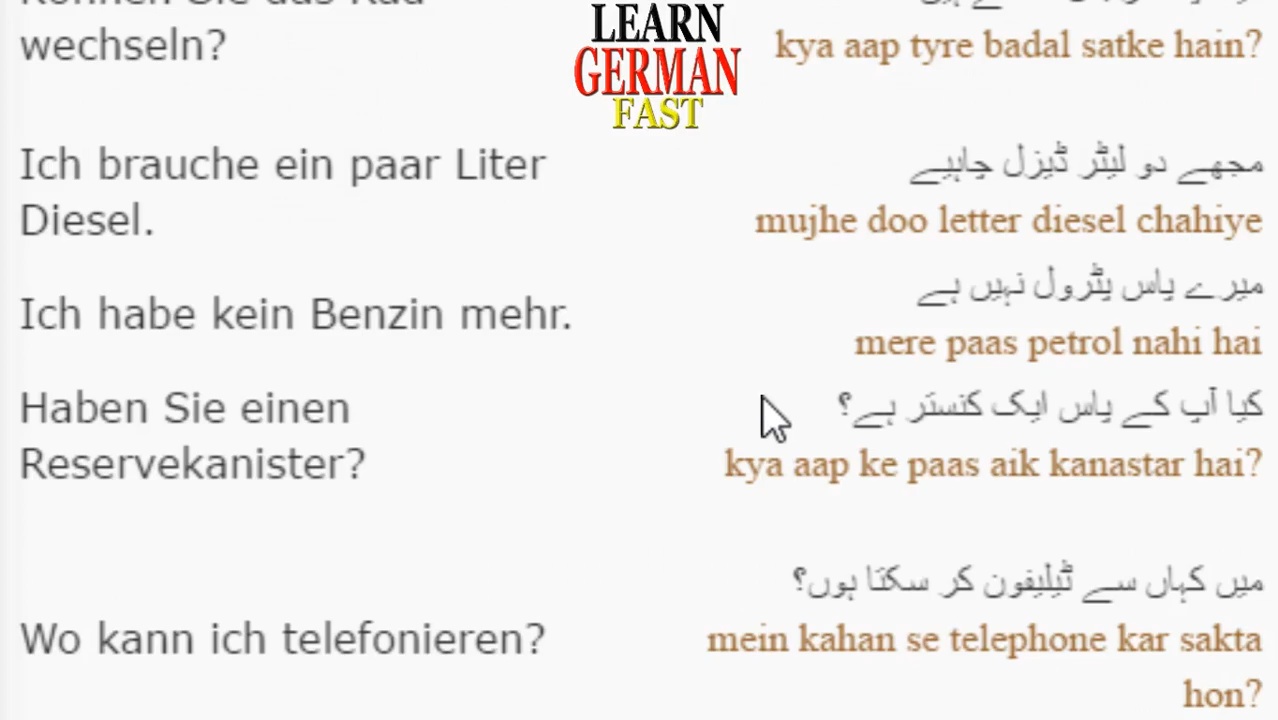 wechseln?
LEARN
GERMAN
FAST
kya aap tyre badal satke hain?
Ich brauche ein paar Liter
Diesel.
مجھے دو لیٹر ڈیزل چاہیے
mujhe doo letter diesel chahiye
Ich habe kein Benzin mehr.
میرے پاس پٹرول نہیں ہے
mere paas petrol nahi hai
Haben Sie einen
Reservekanister?
کیا آپ کے پاس ایک کنستر ہے؟
kya aap ke paas aik kanastar hai?
Wo kann ich telefonieren?
میں کہاں سے ٹیلیفون کر سکتا ہوں؟
mein kahan se telephone kar sakta
hon?